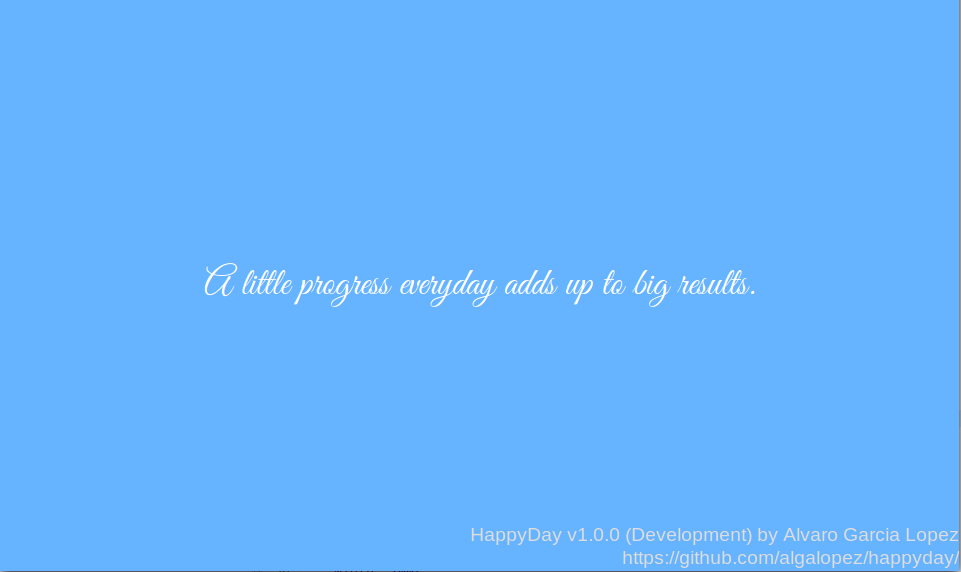 A little progress everyday adds up to big results.
HappyDay v1.0.0 (Development) by Alvaro Garcia Lopez
https://github.com/algalopez/happyday/